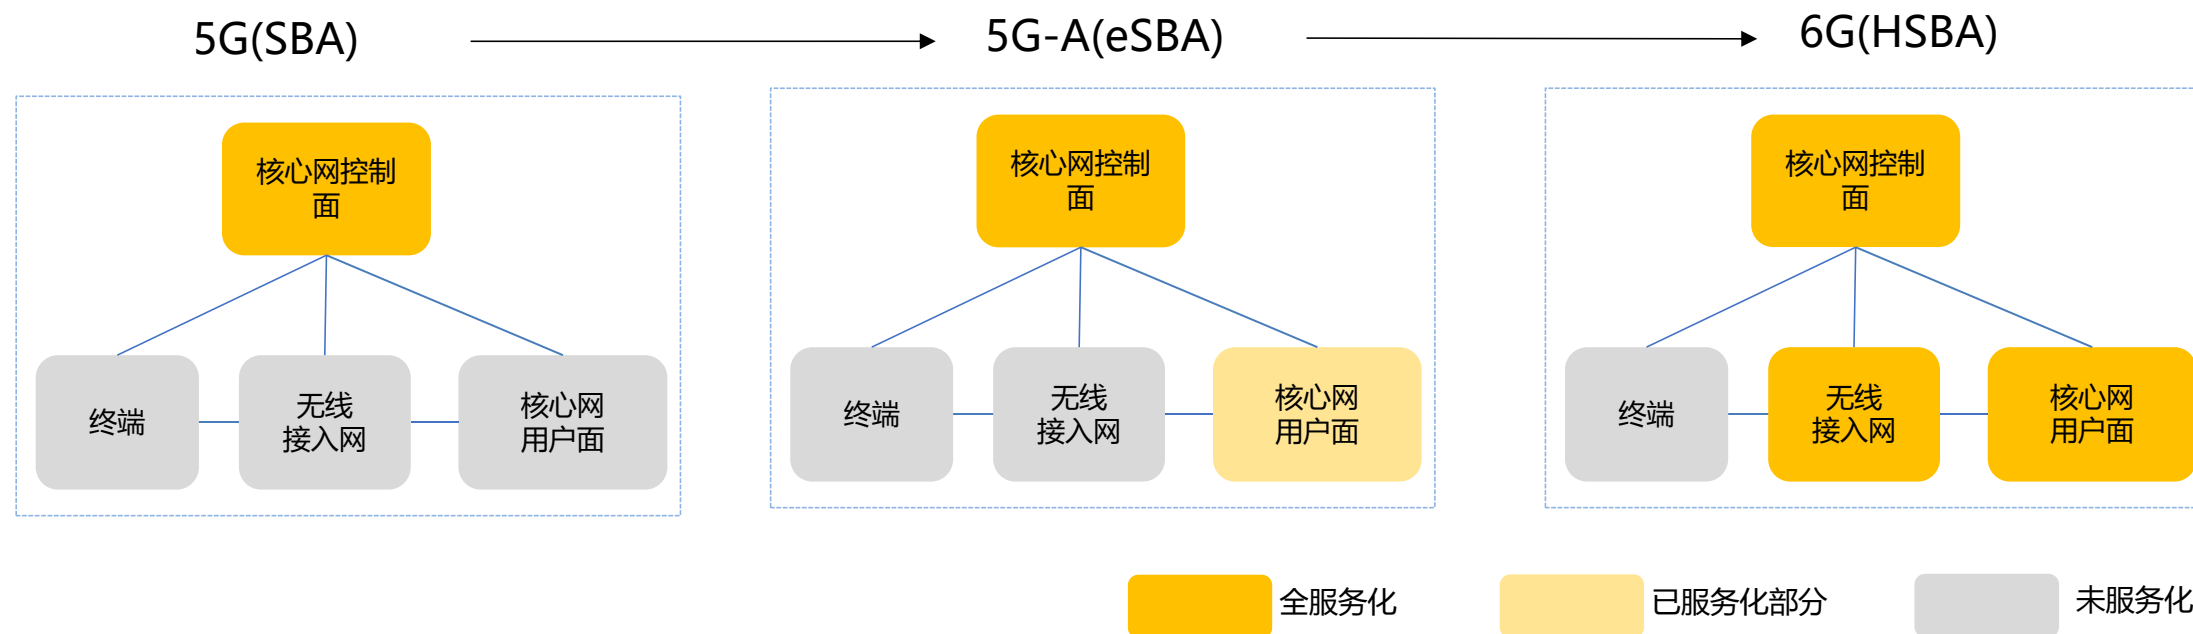 5G(SBA)
5G-A(eSBA)
6G(HSBA)
核心网控制
面
终端
无线
接入网
核心网
用户面
核心网控制
面
终端
无线
接入网
核心网
用户面
核心网控制
面
终端
无线
接入网
核心网
用户面
全服务化
已服务化部分
未服务化